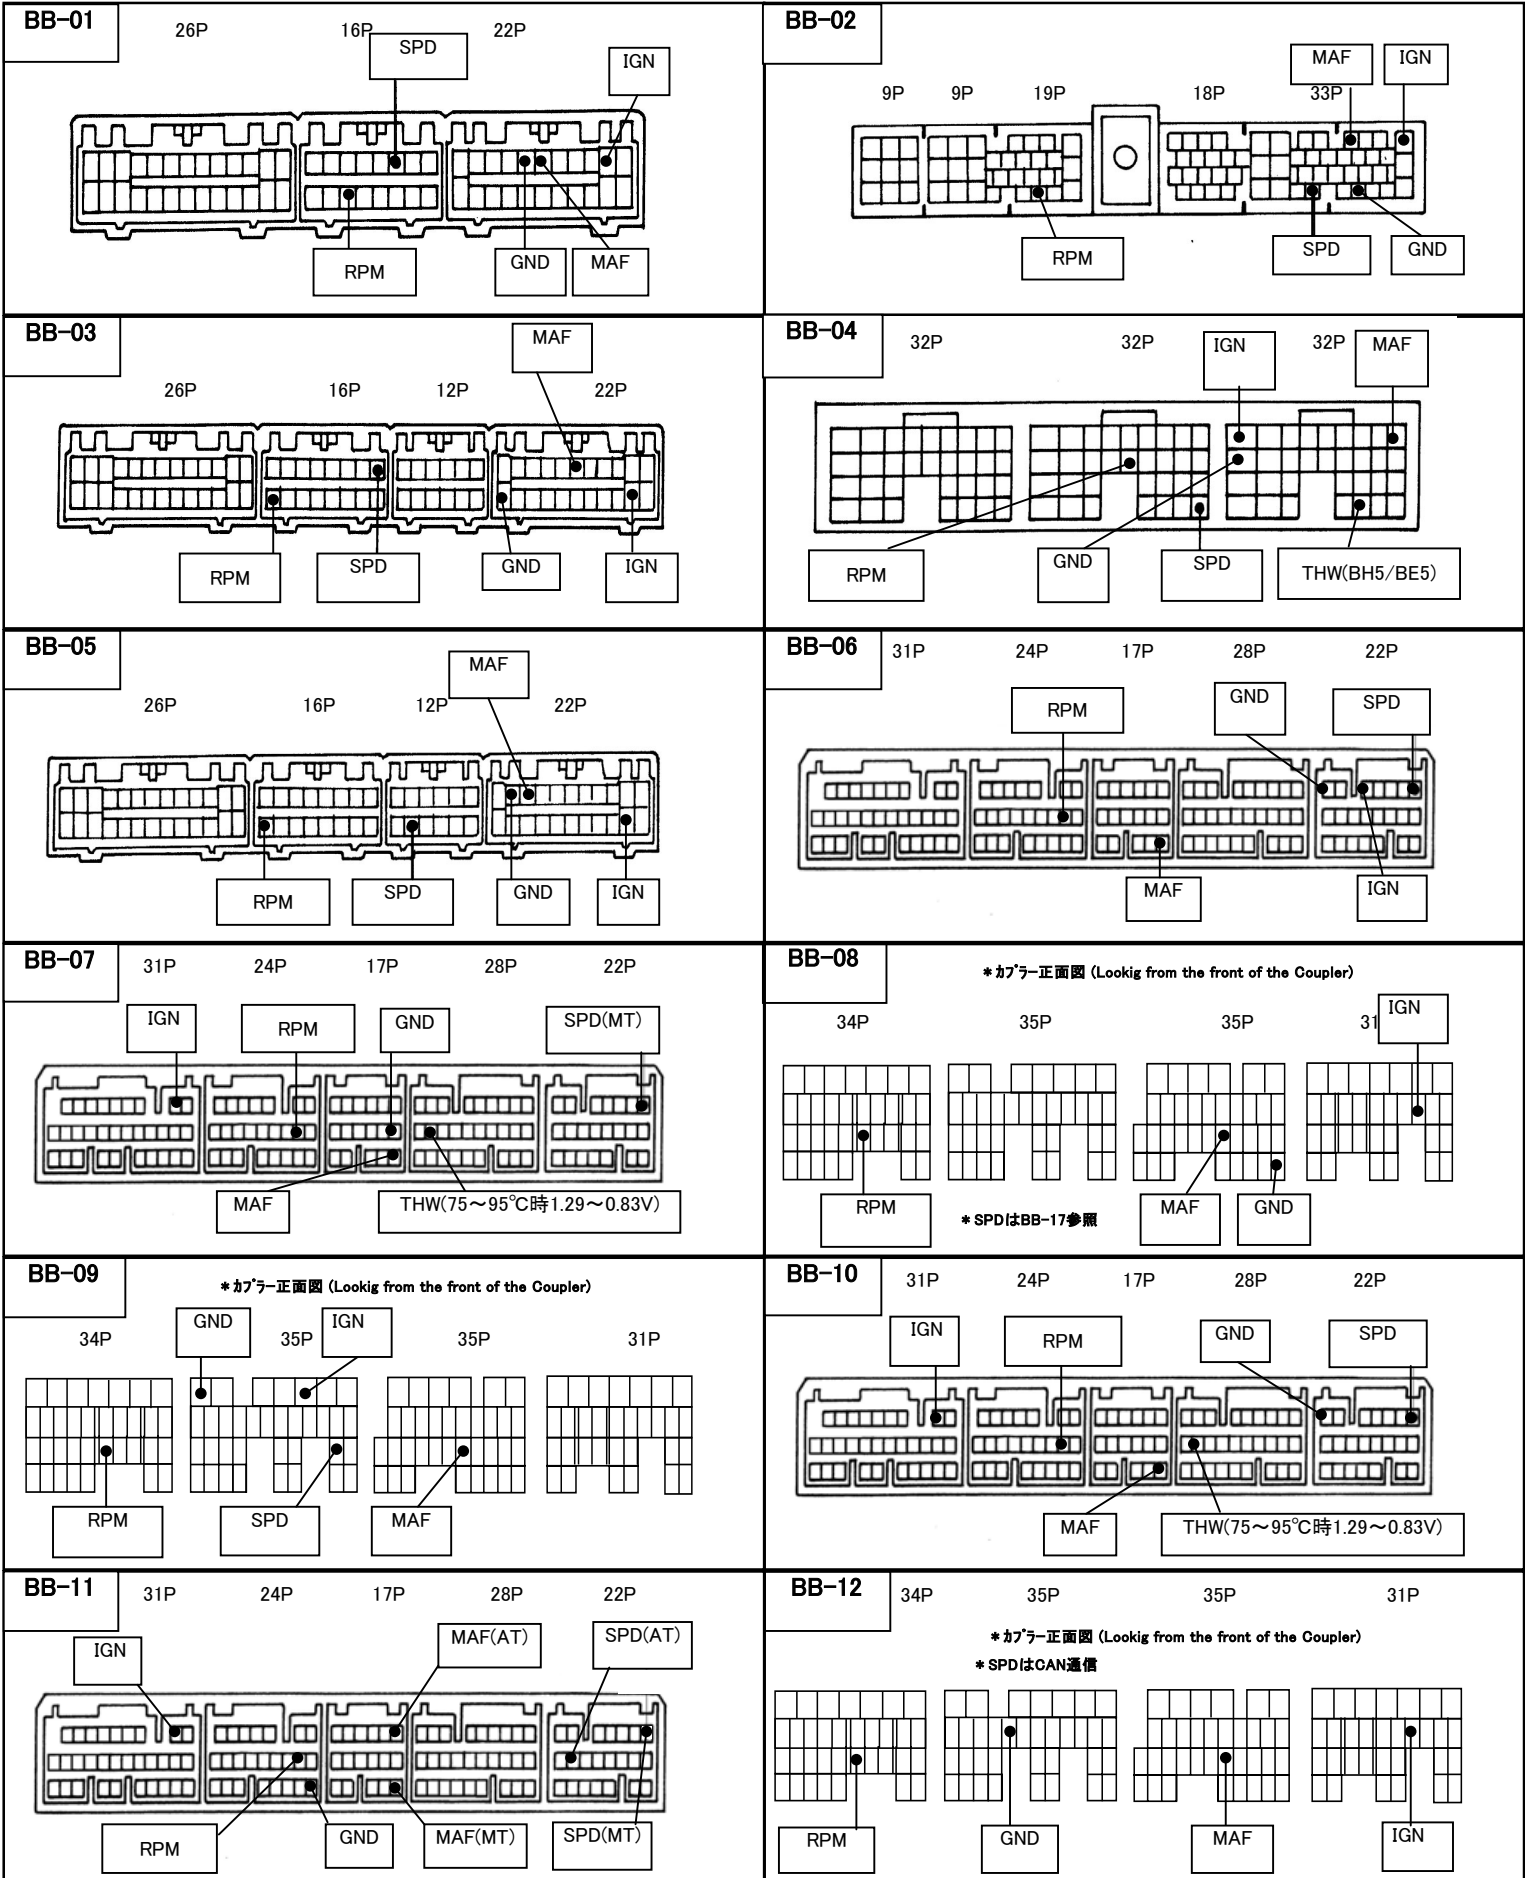 BB-01
26P 16P 22P
SPD
IGN
RPM
GND
MAF
BB-02
MAF
IGN
9P 9P 19P 18P 33P
RPM
SPD
GND
BB-03
MAF
26P 16P 12P 22P
RPM
SPD
GND
IGN
BB-04
32P 32P 32P
IGN
MAF
RPM
GND
SPD
THW(BH5/BE5)
BB-05
MAF
26P 16P 12P 22P
RPM
SPD
GND
IGN
BB-06
31P 24P 17P 28P 22P
RPM
GND
SPD
MAF
IGN
BB-07
31P 24P 17P 28P 22P
IGN
RPM
GND
SPD(MT)
MAF
THW(75～95℃時1.29～0.83V)
BB-08
*ｶﾌﾟﾗｰ正面図 (Lookig from the front of the Coupler)
IGN
34P 35P 35P 31
RPM
MAF
GND
*SPDはBB-17参照
BB-09
*ｶﾌﾟﾗｰ正面図 (Lookig from the front of the Coupler)
GND
IGN
34P 35P 35P 31P
RPM
SPD
MAF
BB-10
31P 24P 17P 28P 22P
IGN
RPM
GND
SPD
MAF
THW(75～95℃時1.29～0.83V)
BB-11
31P 24P 17P 28P 22P
IGN
MAF(AT)
SPD(AT)
RPM
GND
MAF(MT)
SPD(MT)
BB-12
34P 35P 35P 31P
*ｶﾌﾟﾗｰ正面図 (Lookig from the front of the Coupler)
*SPDはCAN通信
RPM
GND
MAF
IGN